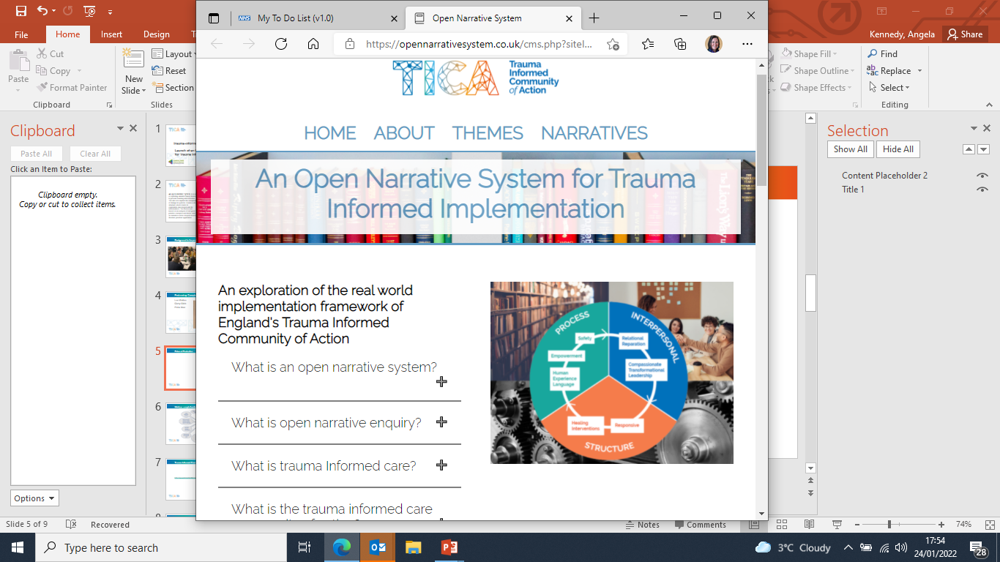 My To Do List (v1.0)
Open Narrative System
https://opennarrativesystem.co.uk/cms.php?sitel...
File
Home
Insert
Design
Kennedy, Angela
Share
Paste
Cut
Copy
Format Painter
Clipboard
New
Slide
Layout
Reset
Section
Slides
Shape Fill
Shape Outline
Shape Effects
Find
Replace
Select
Editing
Clipboard
Paste All
Clear All
Click an Item to Paste:
Clipboard empty.
Copy or cut to collect items.
Options
1
2
3
4
5
6
7
NHS
TICA
Trauma
Informed
Community
of Action
HOME ABOUT THEMES NARRATIVES
An Open Narrative System for Trauma
Informed Implementation
An exploration of the real world
implementation framework of
England's Trauma Informed
Community of Action
What is an open narrative system?
What is open narrative enquiry?
What is trauma Informed care?
What is the trauma informed care
PROCESS
INTERPERSONAL
STRUCTURE
Safety
Empowerment
Human
Experience
Language
Relational
Reparation
Compassionate
Transformational
Leadership
Healing
Interventions
Responsive
Selection
Show All
Hide All
Content Placeholder 2
Title 1
Slide 5 of 9
Recovered
Notes
Comments
74%
Type here to search
3°C Cloudy
17:54
24/01/2022
28